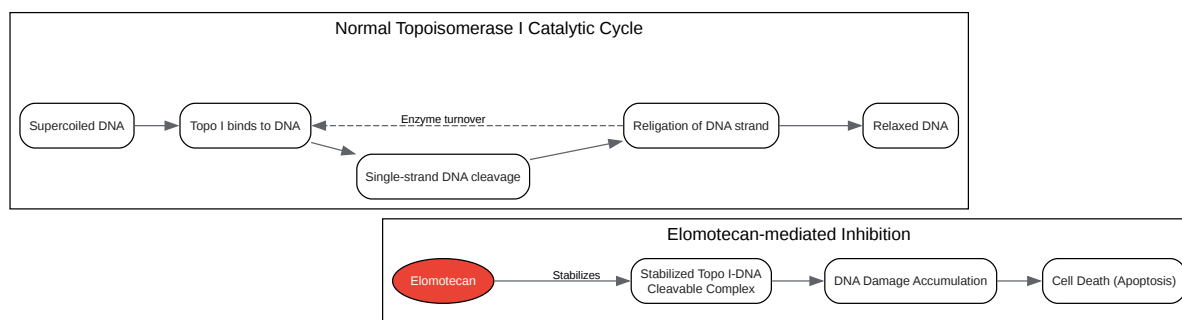 Normal Topoisomerase I Catalytic Cycle
Supercoiled DNA
Topo I binds to DNA
Enzyme turnover
Single-strand DNA cleavage
Religation of DNA strand
Relaxed DNA
Elomotecan-mediated Inhibition
Elomotecan
Stabilizes
Stabilized Topo I-DNA
Cleavable Complex
DNA Damage Accumulation
Cell Death (Apoptosis)